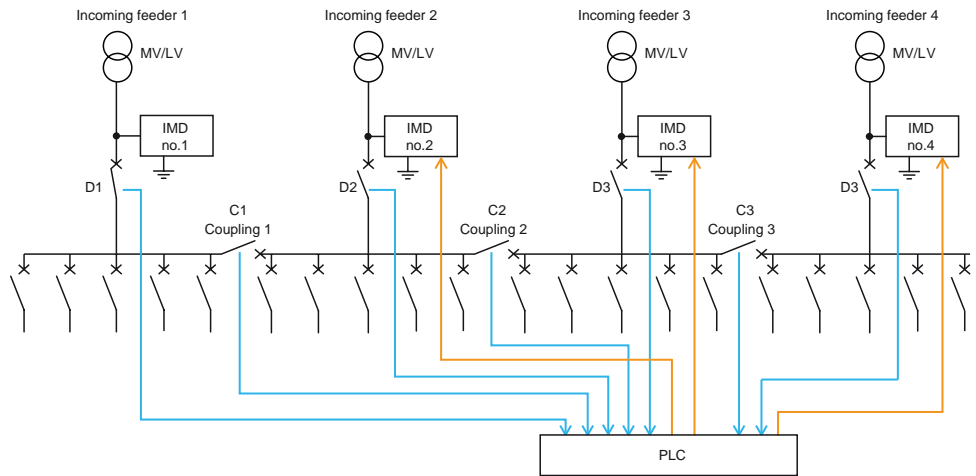 Incoming feeder 1
Incoming feeder 2
Incoming feeder 3
Incoming feeder 4
MV/LV
MV/LV
MV/LV
MV/LV
IMD
no.1
IMD
no.2
IMD
no.3
IMD
no.4
D1
D2
D3
D3
C1
Coupling 1
C2
Coupling 2
C3
Coupling 3
PLC